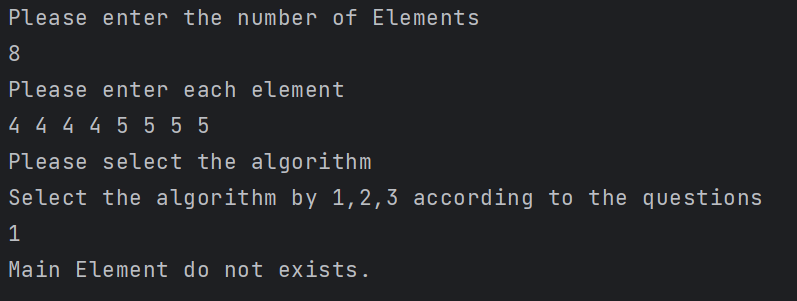 Please enter the number of Elements
8
Please enter each element
4 4 4 4 5 5 5 5
Please select the algorithm
Select the algorithm by 1,2,3 according to the questions
1
Main Element do not exists.